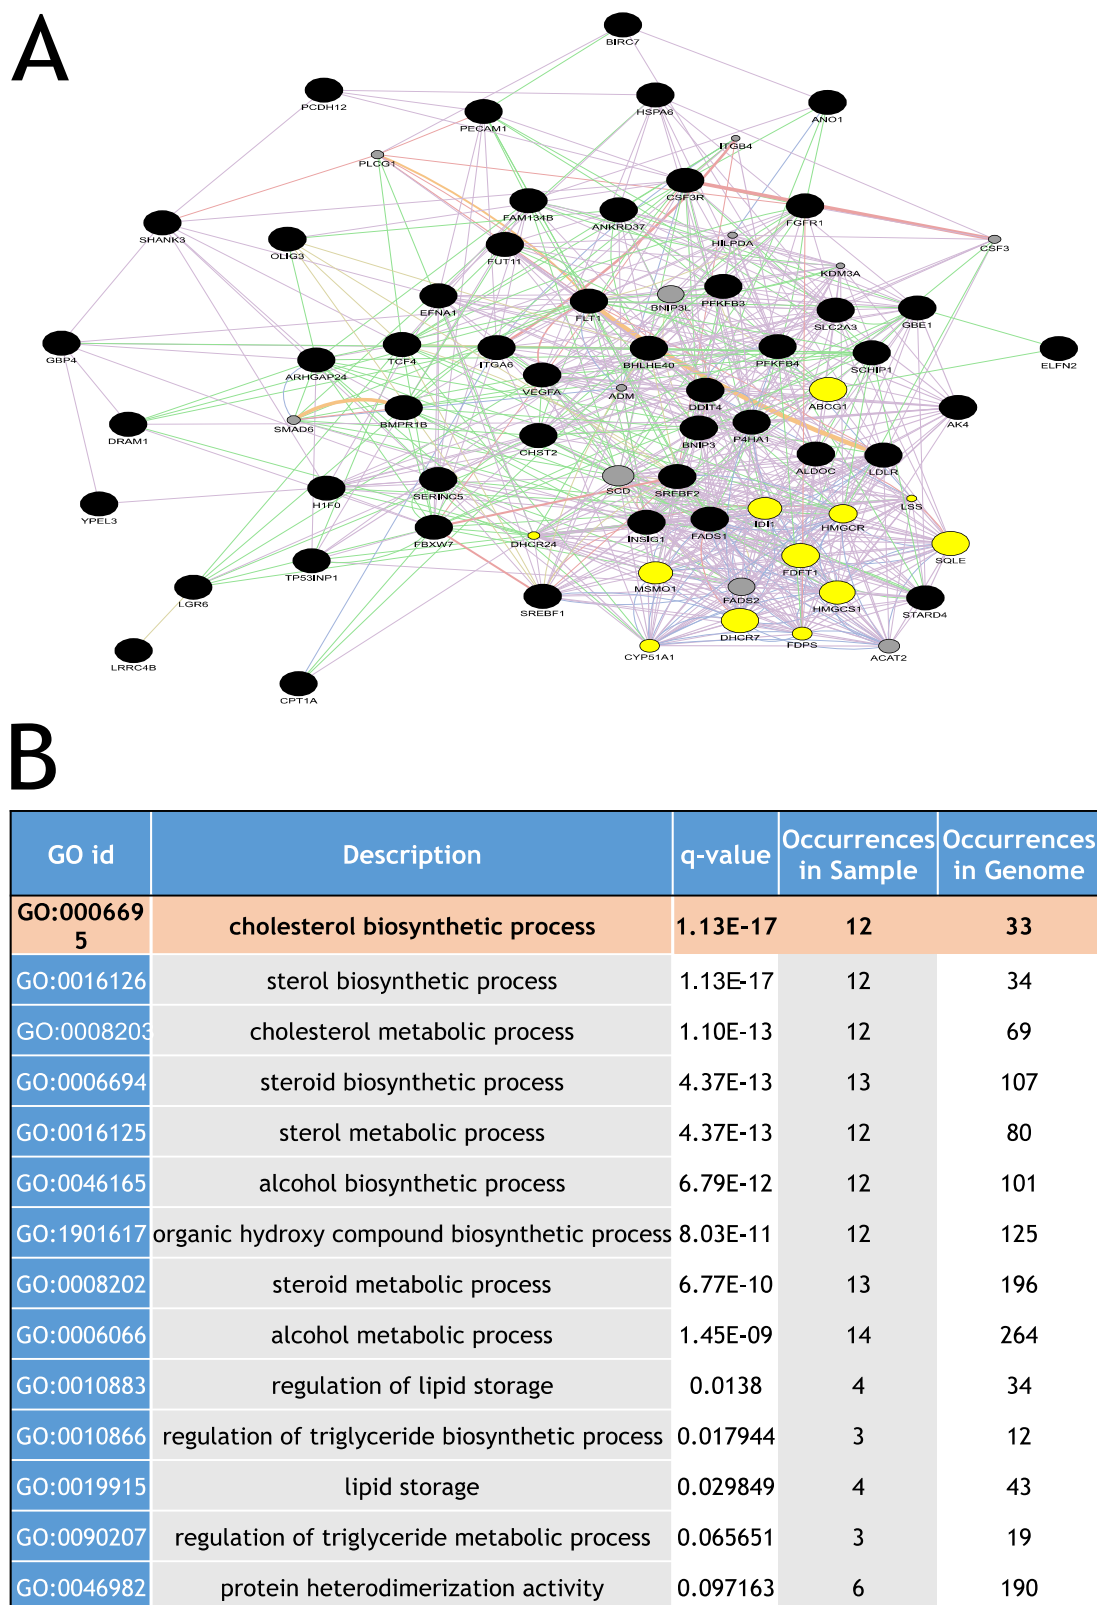 A
BIRC7
PCDH12
HSPA6
PECAM1
ANO1
ITGB4
PLCG1
CSF3R
FAM134B
ANKRD37
FGFR1
SHANK3
OLIG3
FUT11
HILPDA
CSF3
KDM3A
EFNA1
FLT1
BNIP3L
PFKFB3
SLC2A3
GBE1
GBP4
ARHGAP24
TCF4
ITGA6
BHLHE40
PFKFB4
SCHIP1
ELFN2
VEGFA
ADM
DDIT4
ABCG1
DRAM1
SMAD6
BMPR1B
CHST2
BNIP3
P4HA1
AK4
ALDOC
LDLR
YPEL3
H1F0
SERINC5
SCD
SREBF2
LSS
FBXW7
DHCR24
INSIG1
FADS1
IDI1
HMGCR
SQLE
TP53INP1
FDFT1
LGR6
SREBF1
MSMO1
FADS2
HMGCS1
STARD4
LRRC4B
CYP51A1
DHCR7
FDPS
ACAT2
CPT1A
B
GO id Description q-value Occurrences in Sample Occurrences in Genome
GO:0006695 cholesterol biosynthetic process 1.13E-17 12 33
GO:0016126 sterol biosynthetic process 1.13E-17 12 34
GO:0008203 cholesterol metabolic process 1.10E-13 12 69
GO:0006694 steroid biosynthetic process 4.37E-13 13 107
GO:0016125 sterol metabolic process 4.37E-13 12 80
GO:0046165 alcohol biosynthetic process 6.79E-12 12 101
GO:1901617 organic hydroxy compound biosynthetic process 8.03E-11 12 125
GO:0008202 steroid metabolic process 6.77E-10 13 196
GO:0006066 alcohol metabolic process 1.45E-09 14 264
GO:0010883 regulation of lipid storage 0.0138 4 34
GO:0010866 regulation of triglyceride biosynthetic process 0.017944 3 12
GO:0019915 lipid storage 0.029849 4 43
GO:0090207 regulation of triglyceride metabolic process 0.065651 3 19
GO:0046982 protein heterodimerization activity 0.097163 6 190